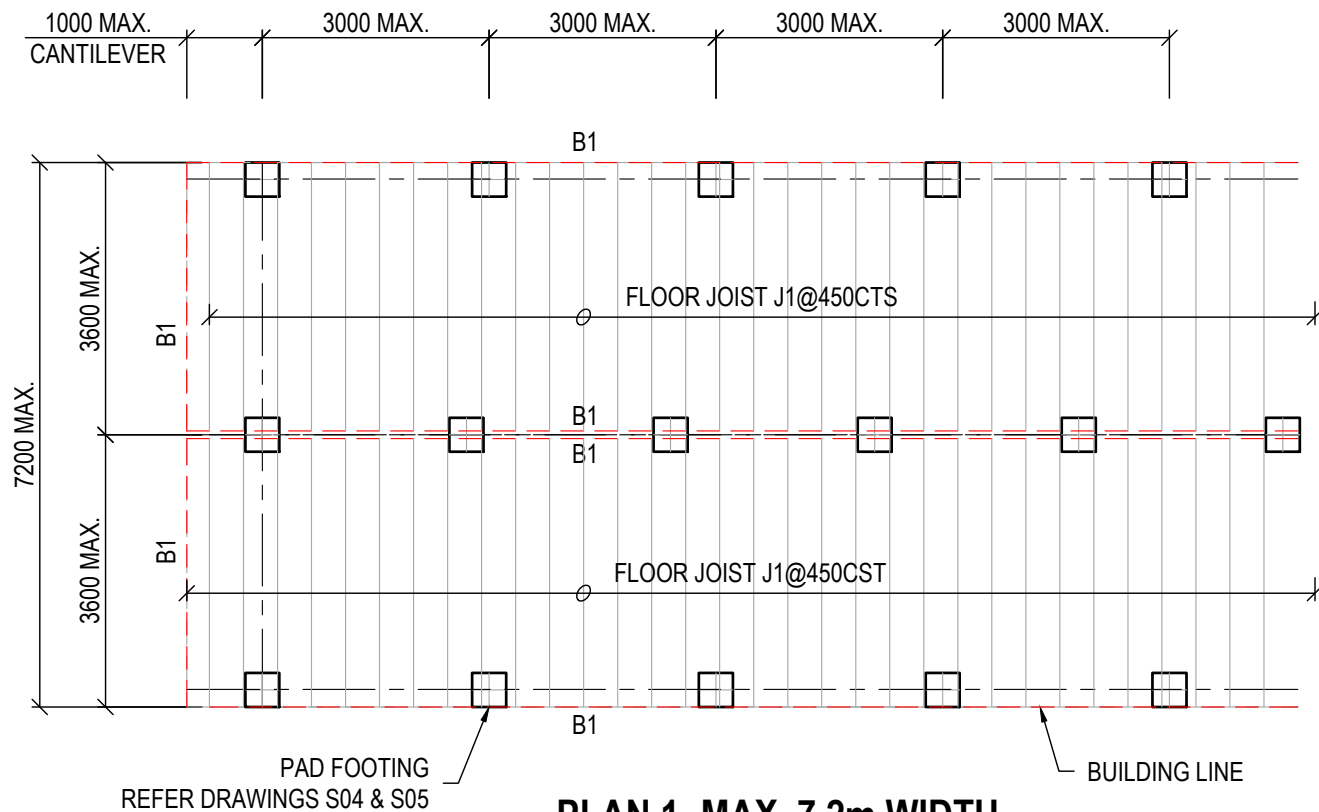 1000 MAX.
3000 MAX.
3000 MAX.
3000 MAX.
3000 MAX.
CANTILEVER
B1
3600 MAX.
B1
FLOOR JOIST J1@450CTS
7200 MAX.
B1
B1
3600 MAX.
B1
FLOOR JOIST J1@450CST
B1
PAD FOOTING
REFER DRAWINGS S04 & S05
BUILDING LINE
PLAN 1- MAX. 7.2m WIDTH